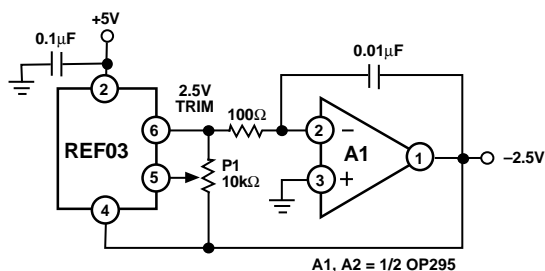 +5V
0.1μF
0.01μF
2
2.5V
TRIM
100Ω
6
2
–
REF03
A1
1
–2.5V
5
P1
10kΩ
3
+
4
A1, A2 = 1/2 OP295